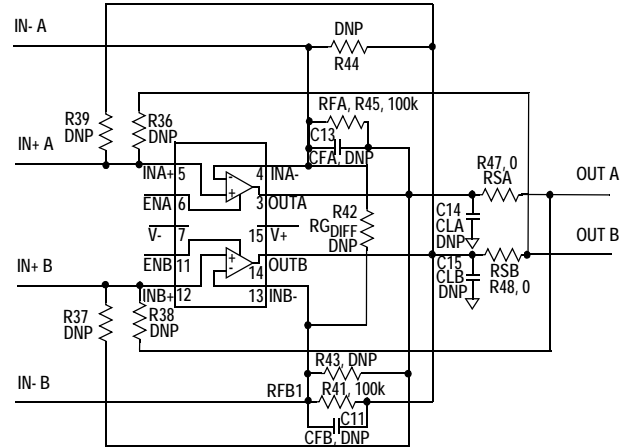 IN- A
DNP
R44
RFA, R45, 100k
R39
DNP
R36
DNP
C13
CFA, DNP
IN+ A
INA+ 5
4 INA-
R47, 0
RSA
OUT A
ENA 6
3 OUTA
R42
RG DIFF
DNP
C14
CLA
DNP
V- 7
15 V+
OUT B
IN+ B
ENB 11
OUTB
14
C15
CLB
DNP
RSB
R48, 0
INB+ 12
13 INB-
R37
DNP
R38
DNP
R43, DNP
IN- B
RFB1
R41, 100k
C11
CFB, DNP
-
+
+
-